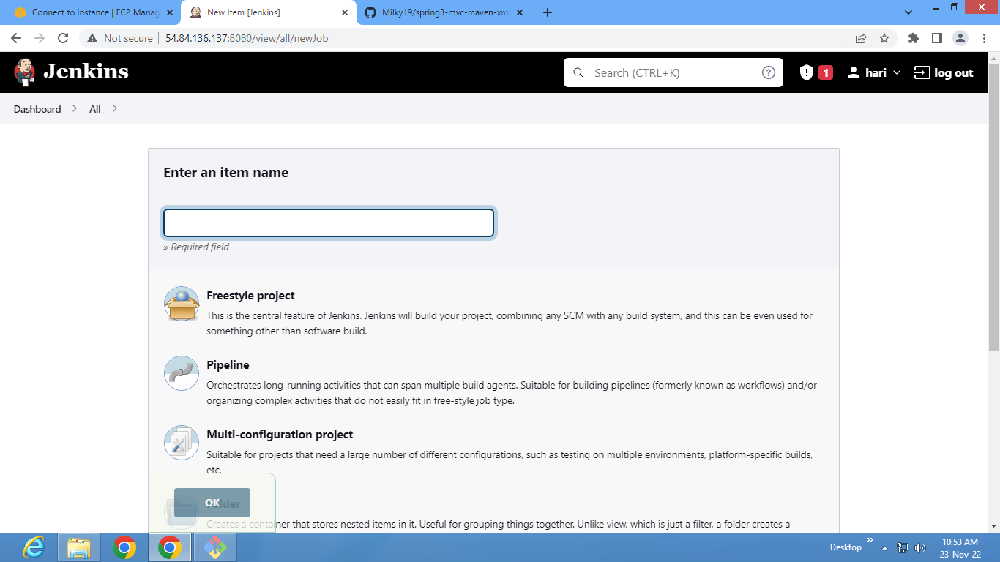 Connect to instance | EC2 Manag
New Item [Jenkins]
Milky19/spring3-mvc-maven-xml
Not secure
54.84.136.137:8080/view/all/newJob
Jenkins
Search (CTRL+K)
?
1
hari
log out
Dashboard
All
Enter an item name
» Required field
Freestyle project
This is the central feature of Jenkins. Jenkins will build your project, combining any SCM with any build system, and this can be even used for
something other than software build.
Pipeline
Orchestrates long-running activities that can span multiple build agents. Suitable for building pipelines (formerly known as workflows) and/or
organizing complex activities that do not easily fit in free-style job type.
Multi-configuration project
Suitable for projects that need a large number of different configurations, such as testing on multiple environments, platform-specific builds,
etc.
OK
Folder
Creates a container that stores nested items in it. Useful for grouping things together. Unlike view, which is just a filter, a folder creates a
Desktop
10:53 AM
23-Nov-22